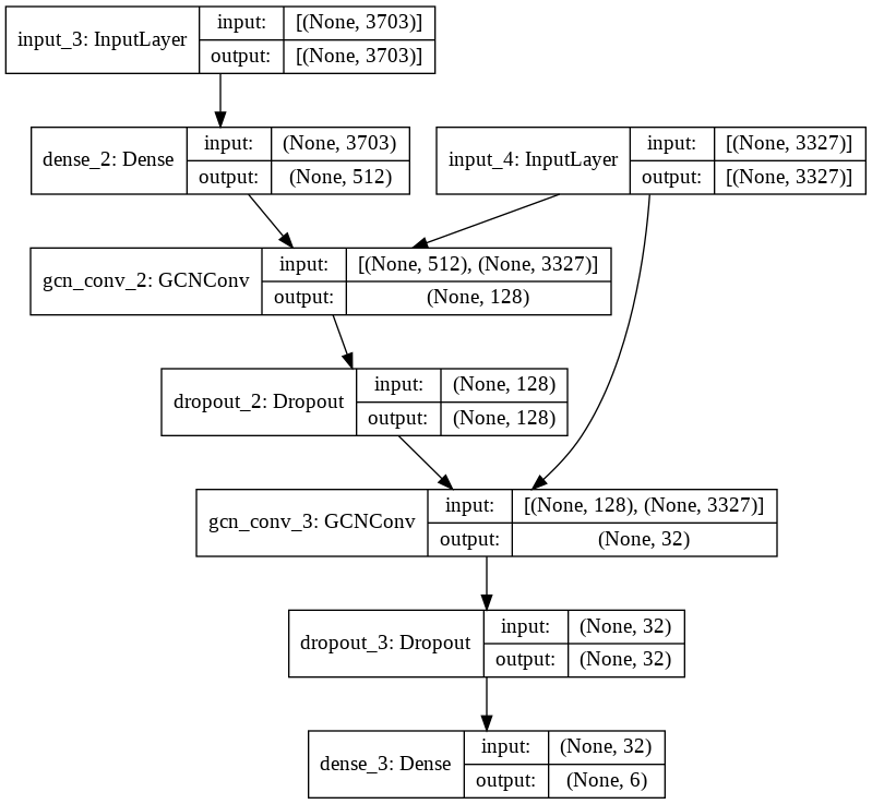 input_3: InputLayer
input: [(None, 3703)]
output: [(None, 3703)]
dense_2: Dense
input: (None, 3703)
output: (None, 512)
input_4: InputLayer
input: [(None, 3327)]
output: [(None, 3327)]
gcn_conv_2: GCNConv
input: [(None, 512), (None, 3327)]
output: (None, 128)
dropout_2: Dropout
input: (None, 128)
output: (None, 128)
gcn_conv_3: GCNConv
input: [(None, 128), (None, 3327)]
output: (None, 32)
dropout_3: Dropout
input: (None, 32)
output: (None, 32)
dense_3: Dense
input: (None, 32)
output: (None, 6)